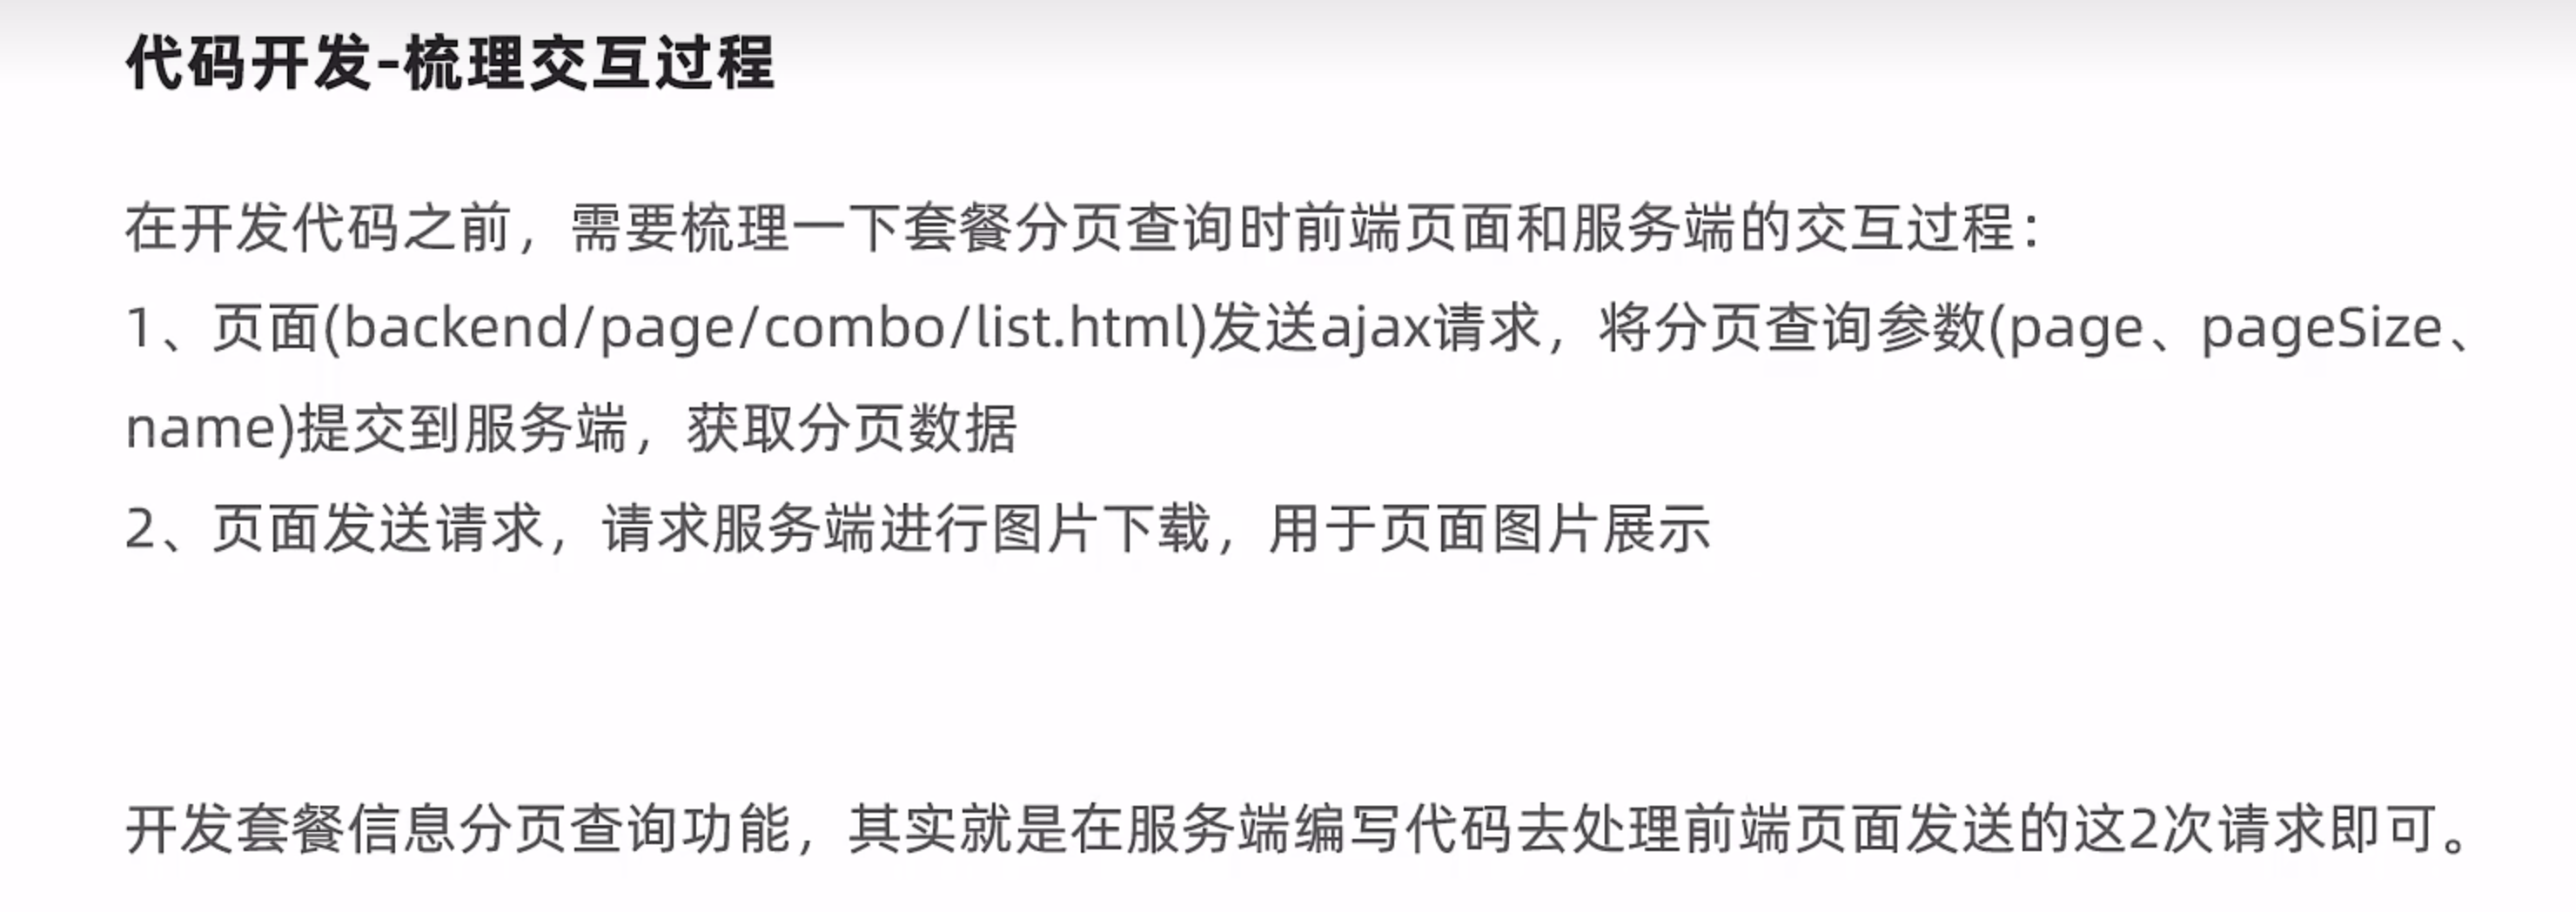 代码开发-梳理交互过程
在开发代码之前，需要梳理一下套餐分页查询时前端页面和服务端的交互过程：
1、页面(backend/page/combo/list.html)发送ajax请求，将分页查询参数(page、pageSize、
name)提交到服务端，获取分页数据
2、页面发送请求，请求服务端进行图片下载，用于页面图片展示
开发套餐信息分页查询功能，其实就是在服务端编写代码去处理前端页面发送的这2次请求即可。